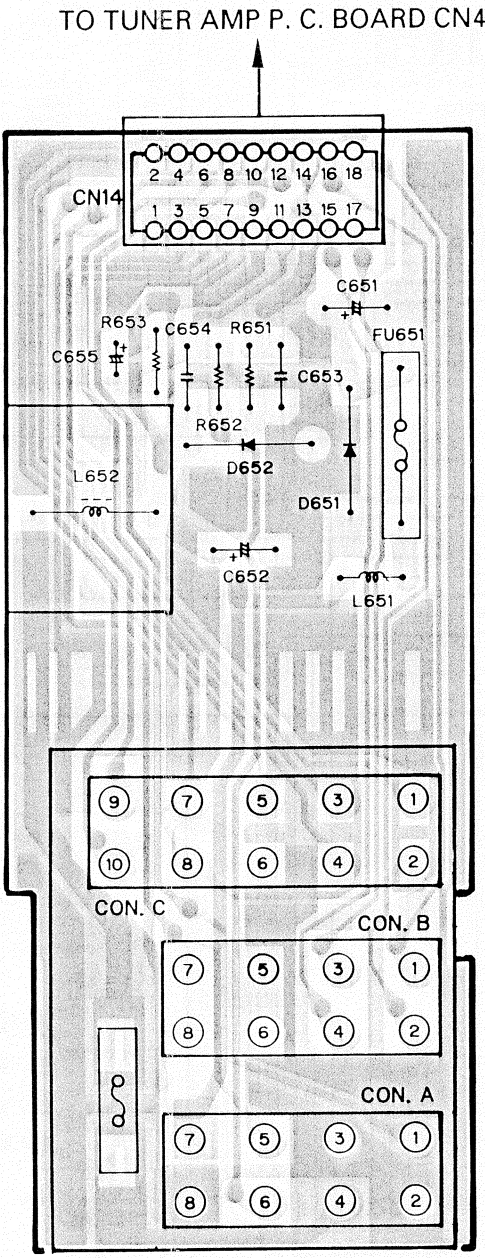 TO TUNER AMP P. C. BOARD CN4
2 4 6 8 10 12 14 16 18
CN14
1 3 5 7 9 11 13 15 17
C651
R653 C654 R651
FU651
C655
C653
R652
D652
L652
D651
C652
L651
9 7 5 3 1
10 8 6 4 2
CON. C
CON. B
7 5 3 1
8 6 4 2
CON. A
7 5 3 1
8 6 4 2